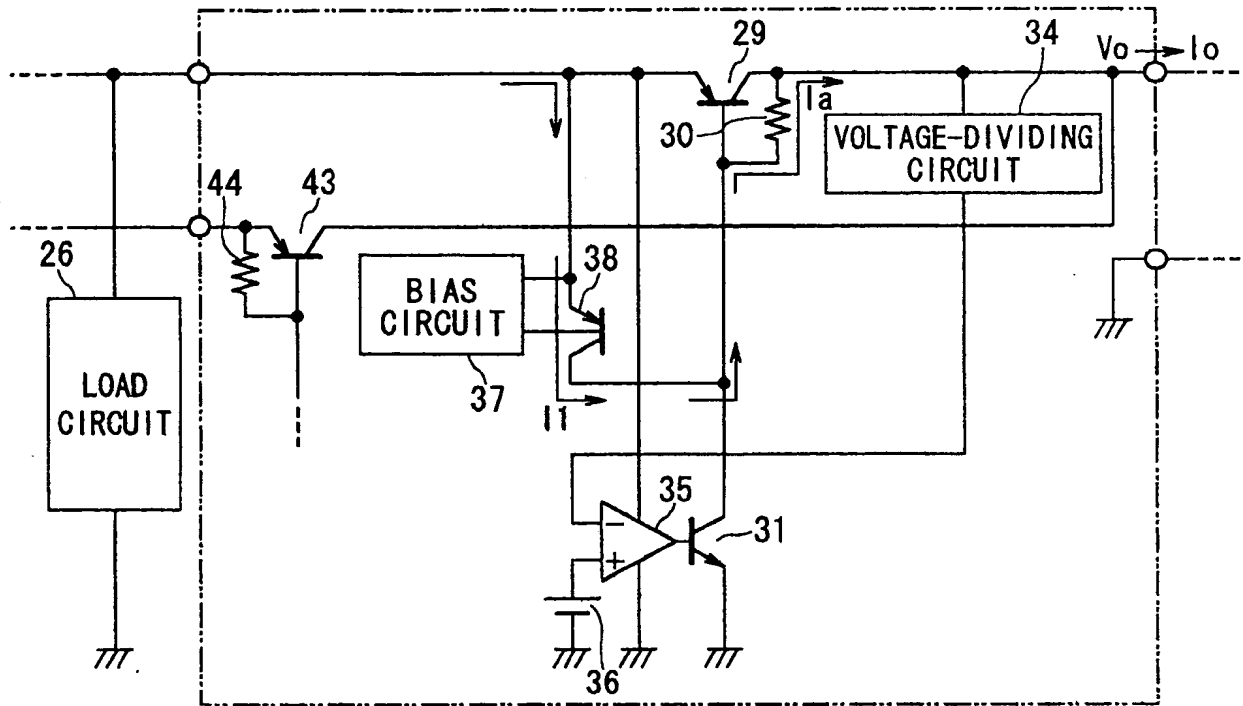 29
34
Vo
Io
Ia
30
VOLTAGE-DIVIDING
CIRCUIT
44
43
26
38
BIAS
CIRCUIT
37
LOAD
CIRCUIT
I1
35
−
+
31
36